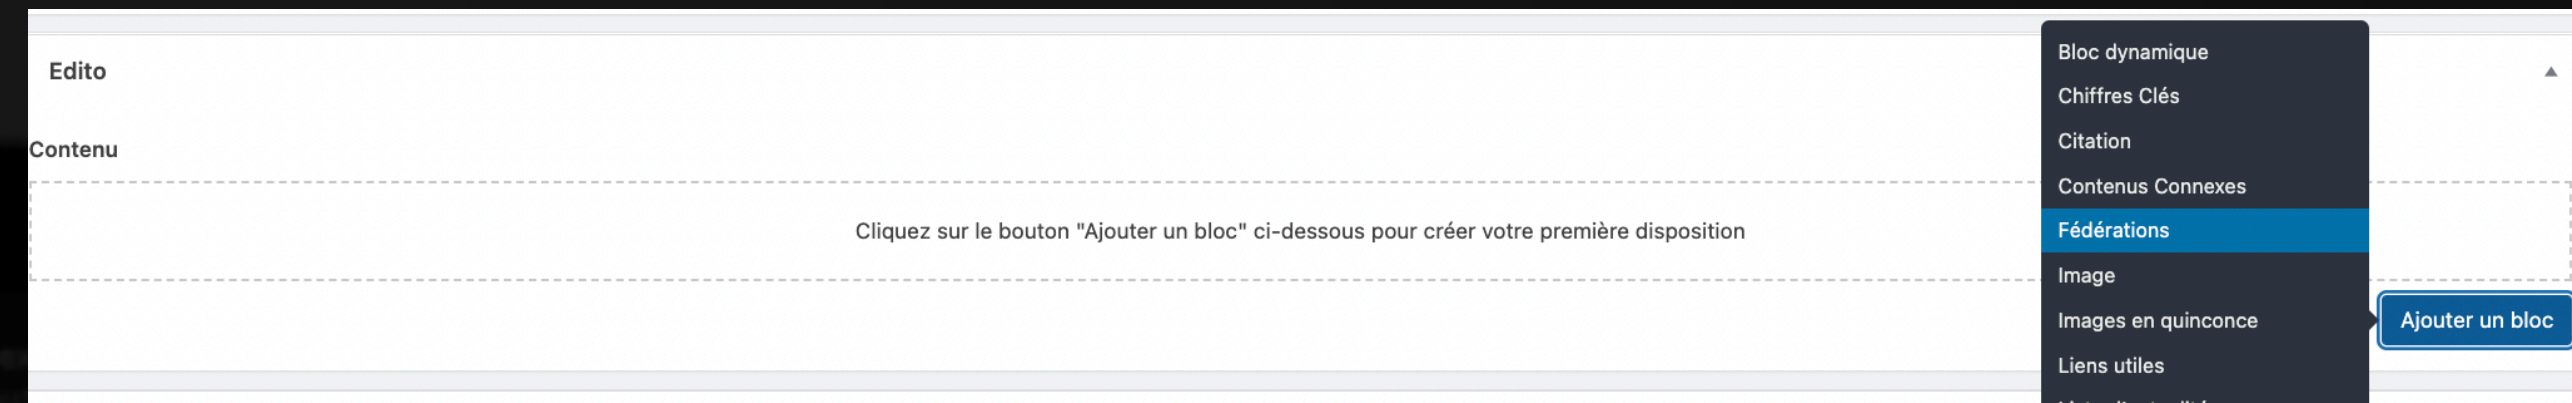 Edito
Contenu
Cliquez sur le bouton "Ajouter un bloc" ci-dessous pour créer votre première disposition
Bloc dynamique
Chiffres Clés
Citation
Contenus Connexes
Fédérations
Image
Images en quinconce
Liens utiles
Ajouter un bloc